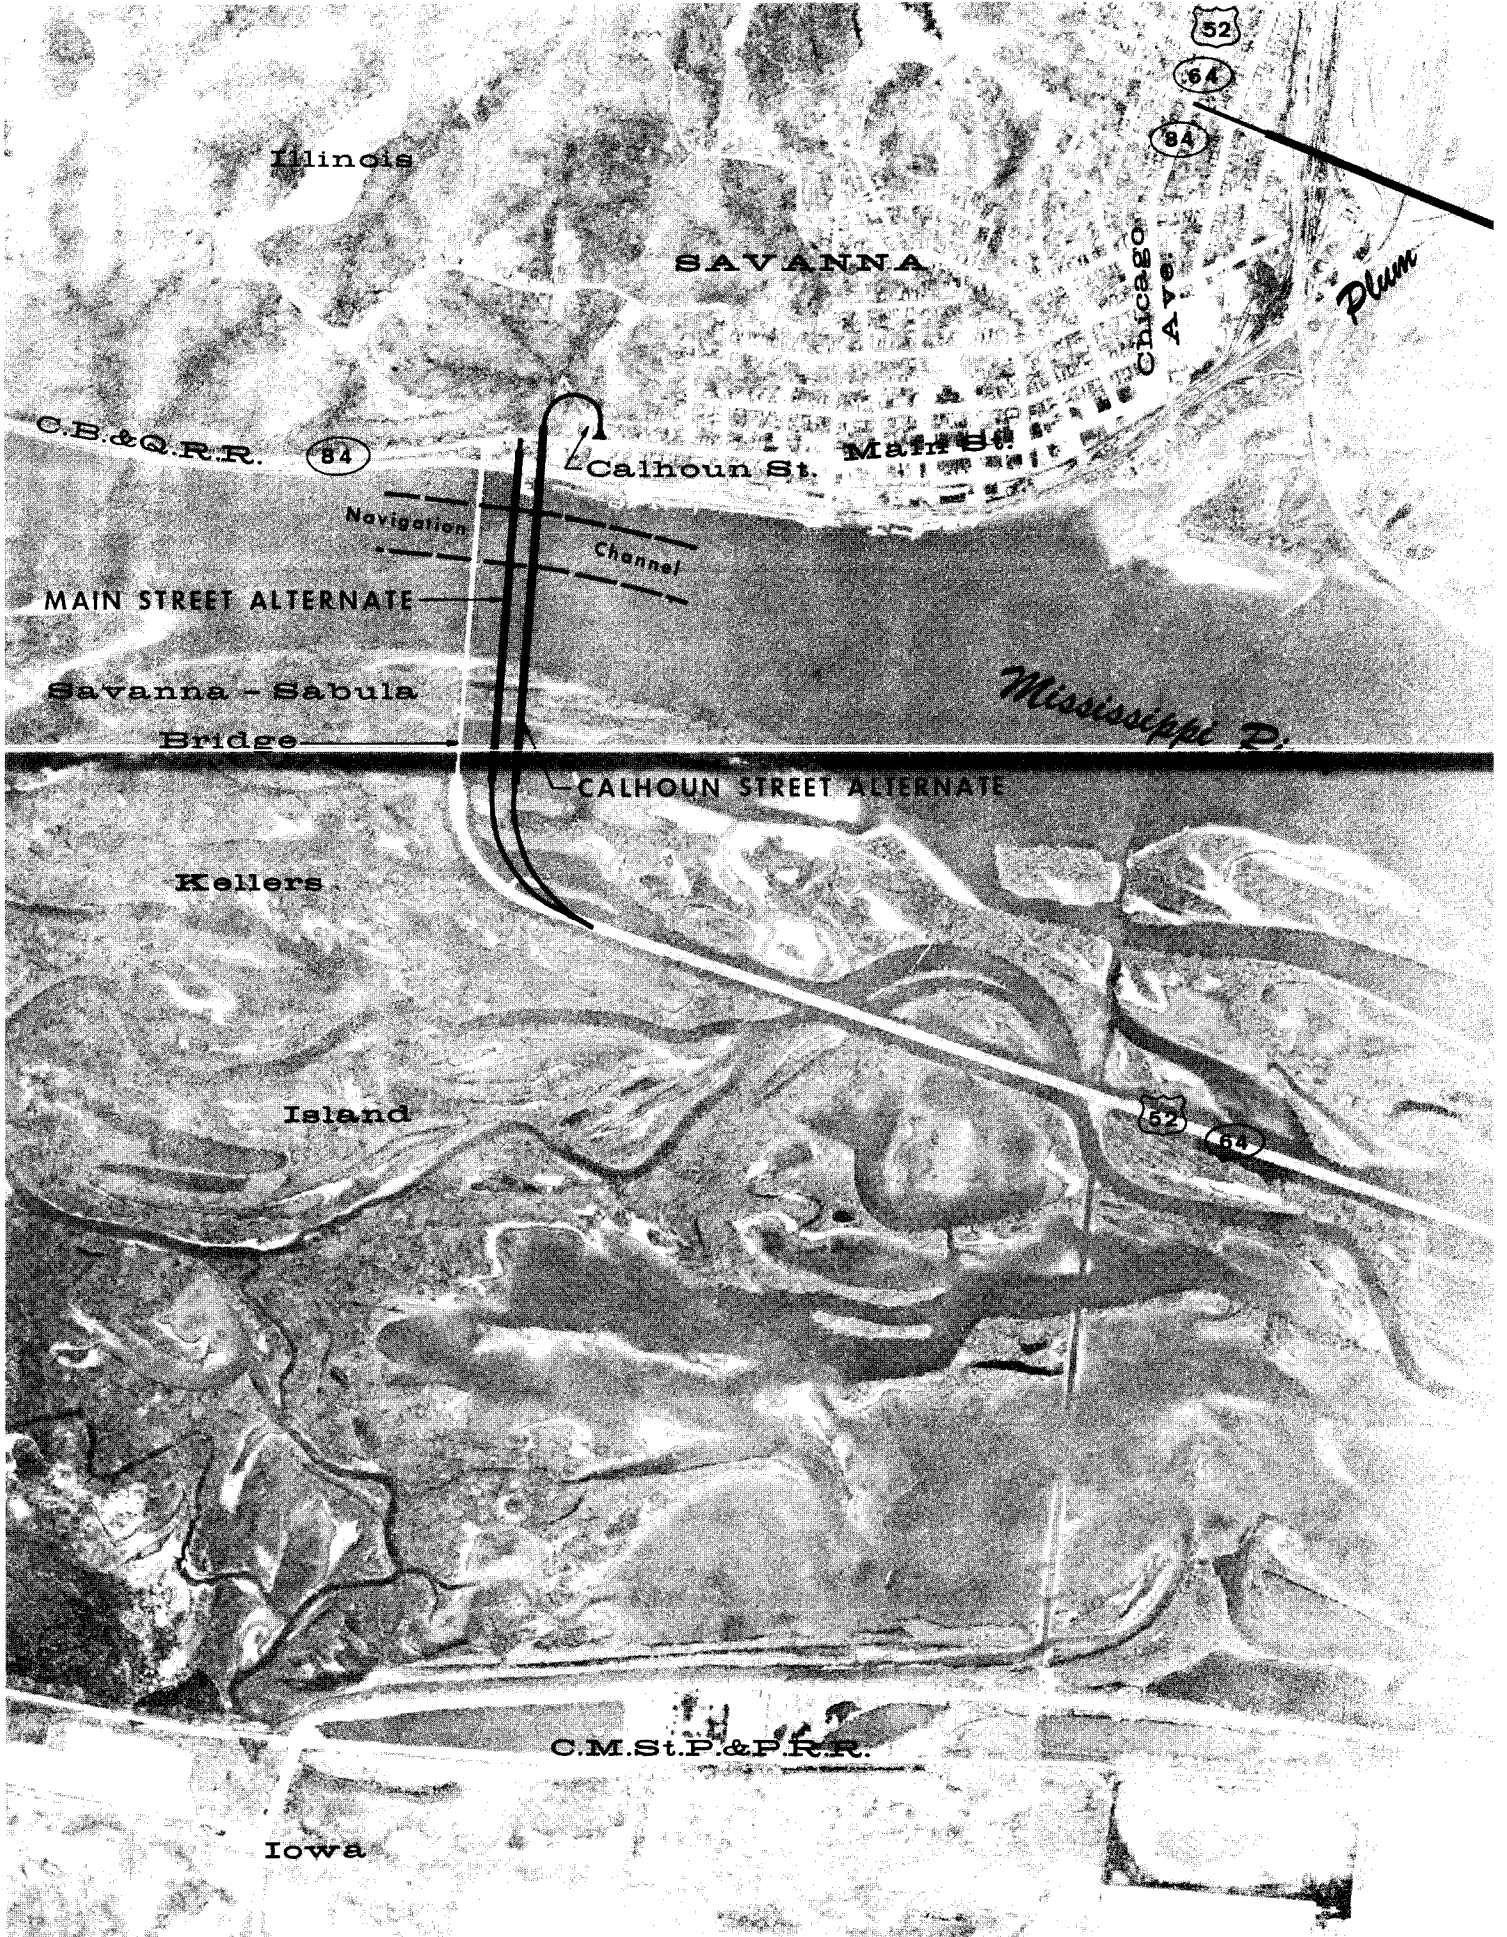 52
64
84
Illinois
SAVANNA
Chicago
Ave.
Plum
C.B.&Q.R.R.
84
Main St.
Calhoun St.
Navigation
Channel
MAIN STREET ALTERNATE
Savanna - Sabula
Bridge
Mississippi
CALHOUN STREET ALTERNATE
Kellers
Island
52
64
C.M.St.P.&P.R.R.
Iowa